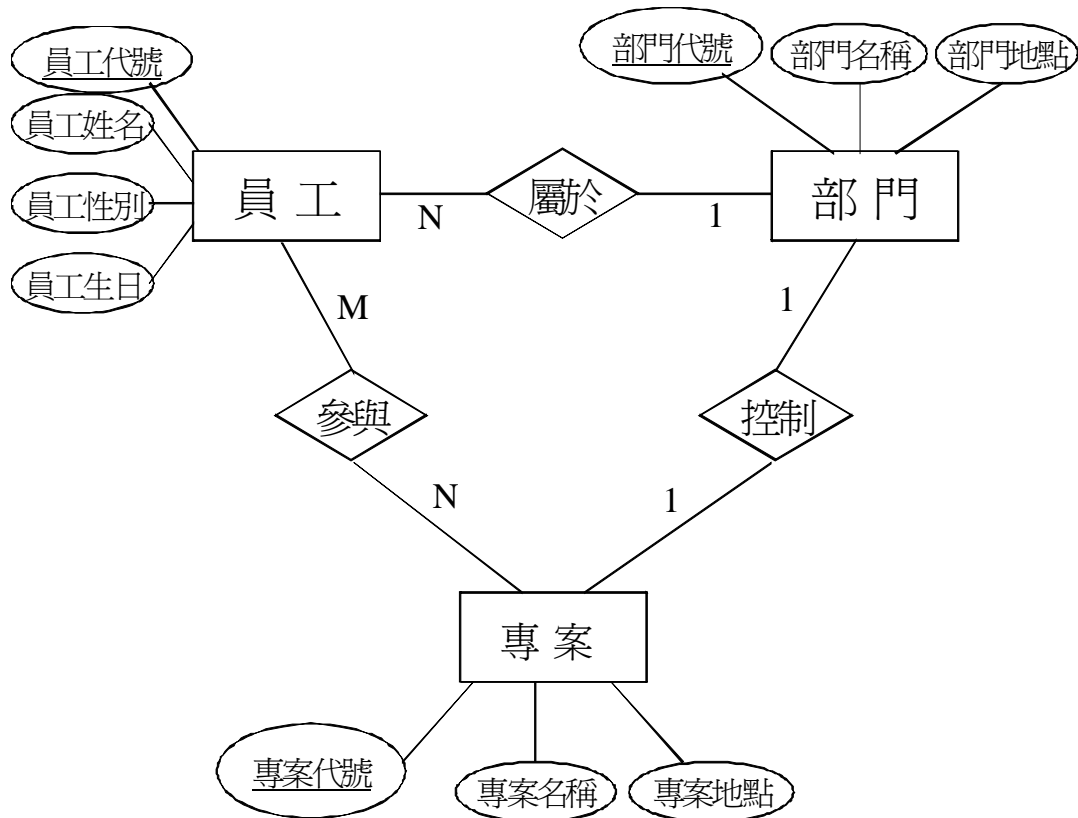 員工代號
員工姓名
員工性別
員工生日
部門代號
部門名稱
部門地點
員工
N
屬於
1
部門
M
1
參與
控制
N
1
專案
專案代號
專案名稱
專案地點